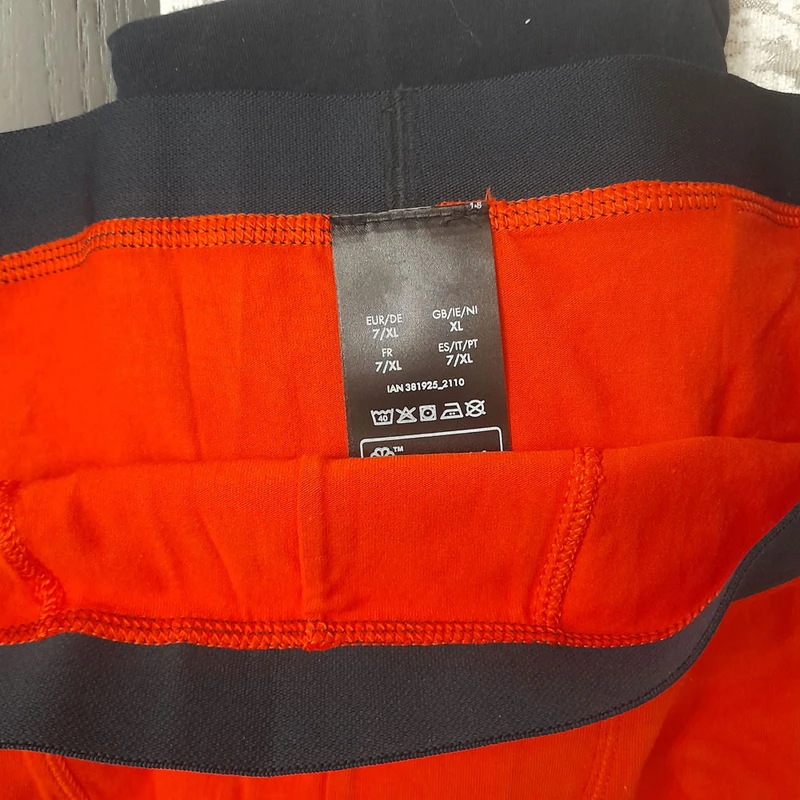 1-8
EUR/DE
7/XL
GB/IE/NI
XL
FR
7/XL
ES/IT/PT
7/XL
IAN 381925_2110
40
TM